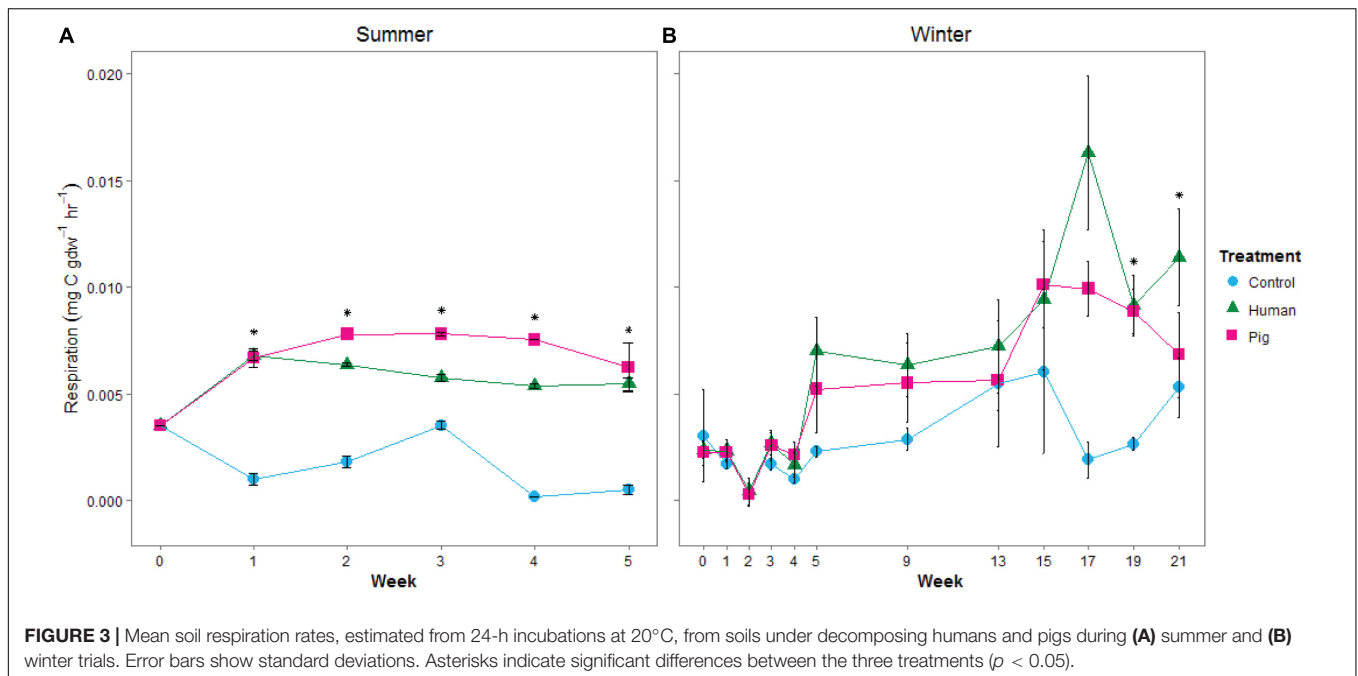 A
Summer
B
Winter
Respiration (mg C gdw⁻¹ hr⁻¹)
0.020
0.015
0.010
0.005
0.000
* * * * *
* *
0 1 2 3 4 5
Week
0 1 2 3 4 5 9 13 15 17 19 21
Week
Treatment
Control
Human
Pig
FIGURE 3 | Mean soil respiration rates, estimated from 24-h incubations at 20°C, from soils under decomposing humans and pigs during (A) summer and (B)
winter trials. Error bars show standard deviations. Asterisks indicate significant differences between the three treatments (p < 0.05).